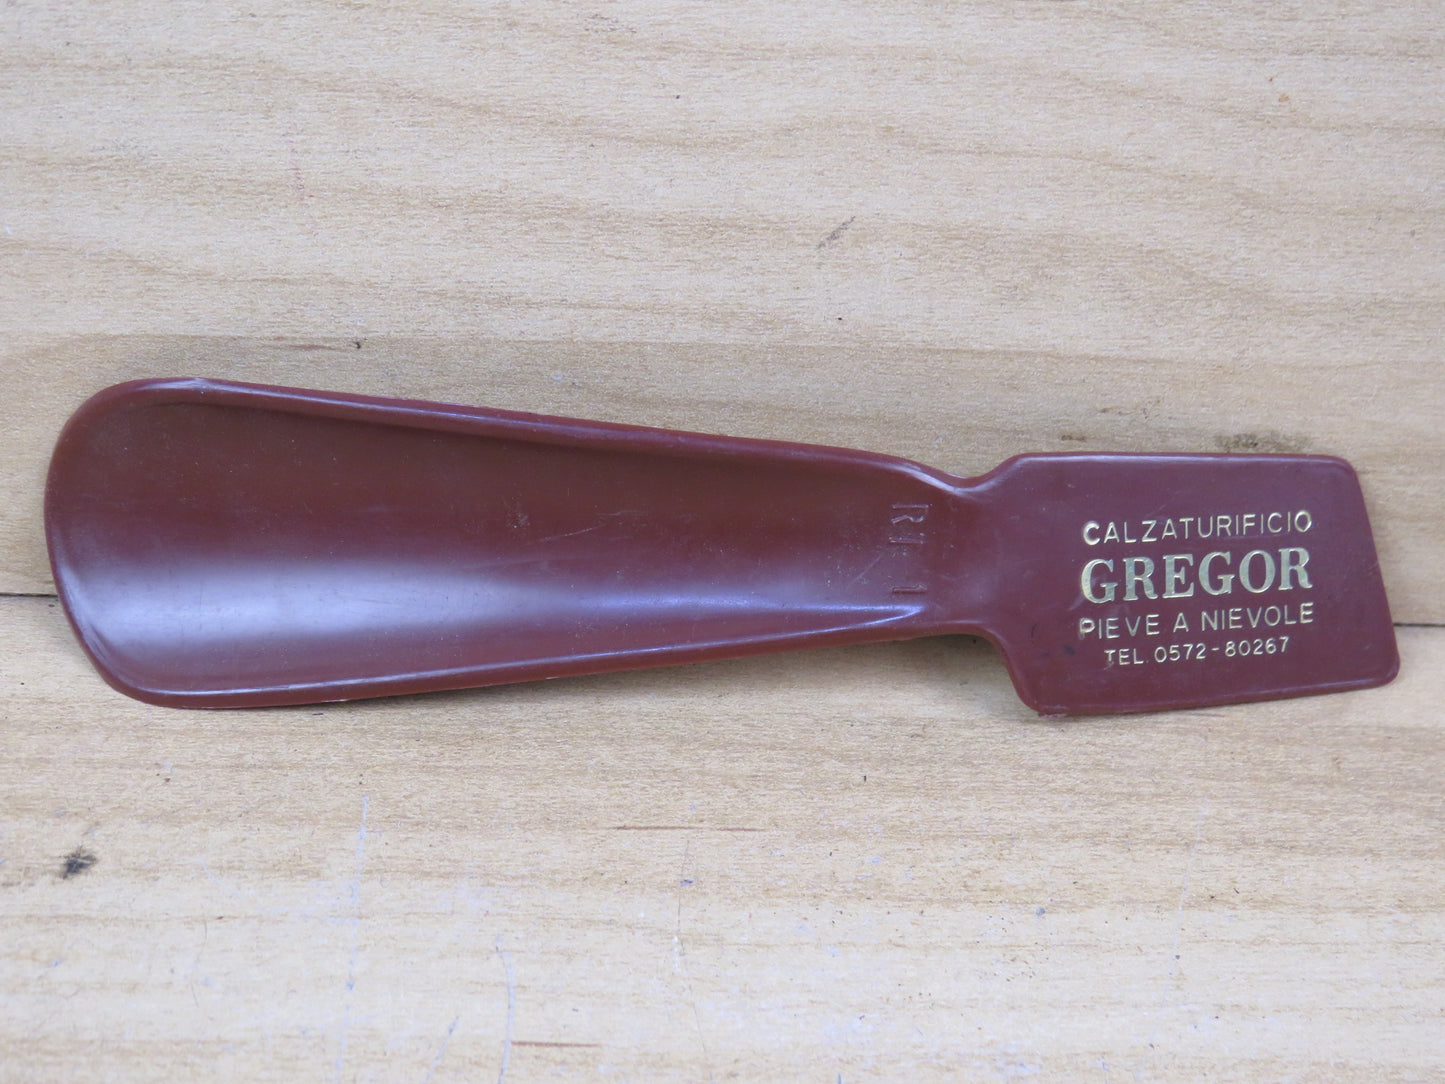 CALZATURIFICIO
GREGOR
PIEVE A NIEVOLE
TEL. 0572-80267